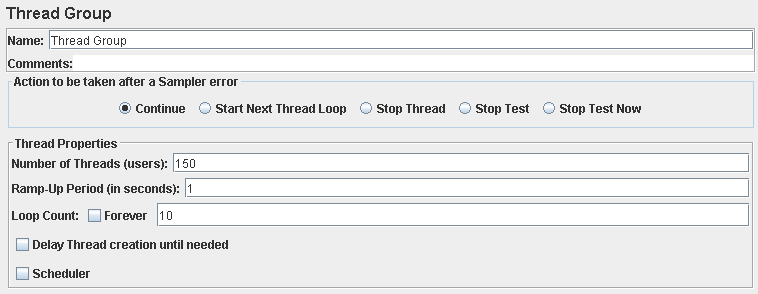 Thread Group
Name: Thread Group
Comments:
Action to be taken after a Sampler error
Continue Start Next Thread Loop Stop Thread Stop Test Stop Test Now
Thread Properties
Number of Threads (users): 150
Ramp-Up Period (in seconds): 1
Loop Count: Forever 10
Delay Thread creation until needed
Scheduler